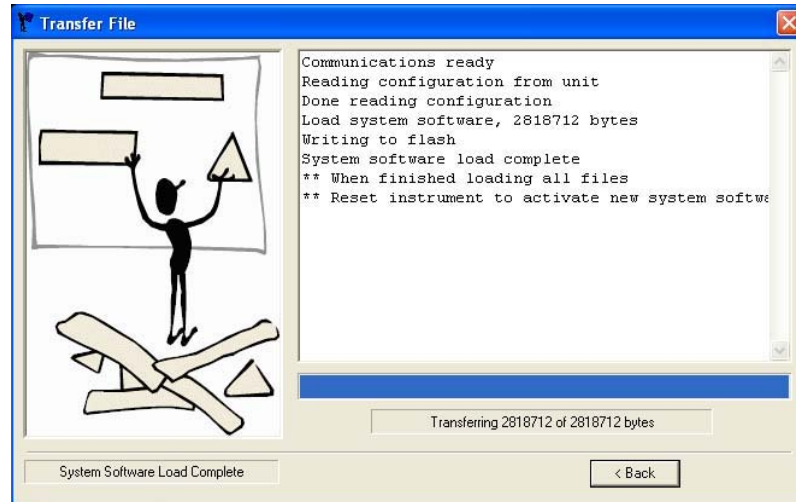 Transfer File
Communications ready
Reading configuration from unit
Done reading configuration
Load system software, 2818712 bytes
Writing to flash
System software load complete
** When finished loading all files
** Reset instrument to activate new system softwa
Transferring 2818712 of 2818712 bytes
System Software Load Complete
< Back